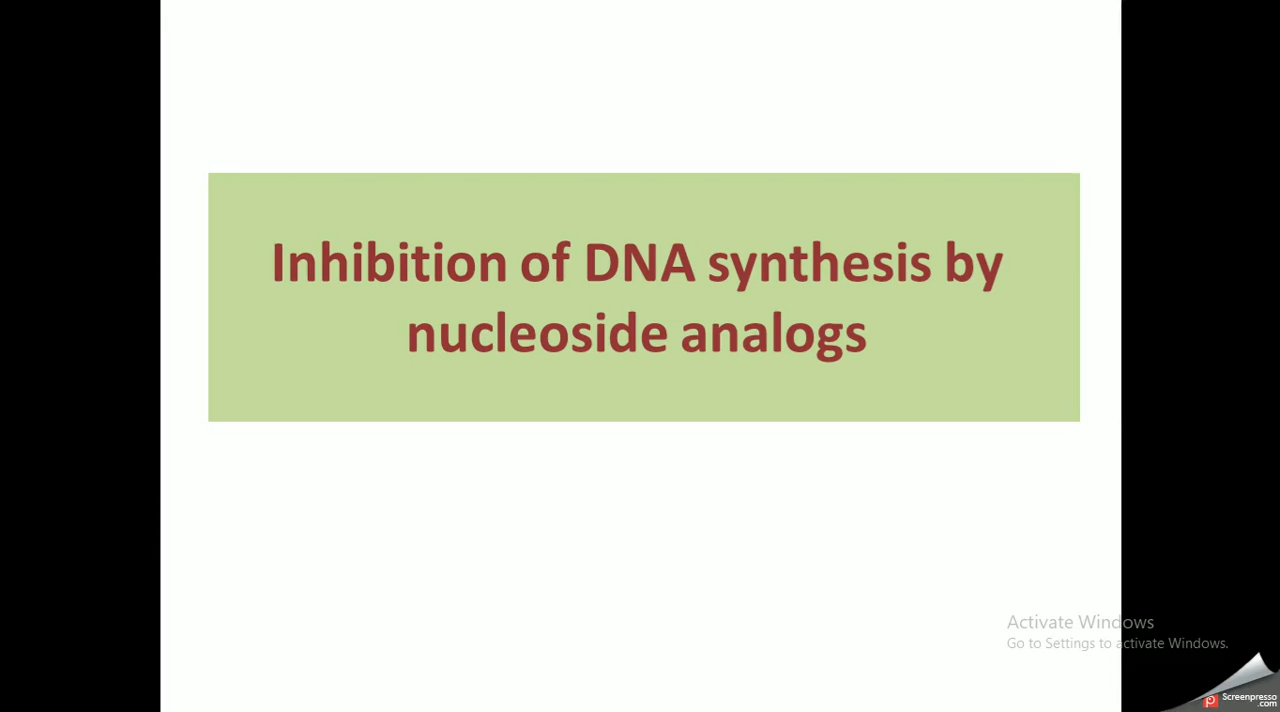 Inhibition of DNA synthesis by
nucleoside analogs
Activate Windows
Go to Settings to activate Windows.
Screenpresso
.com